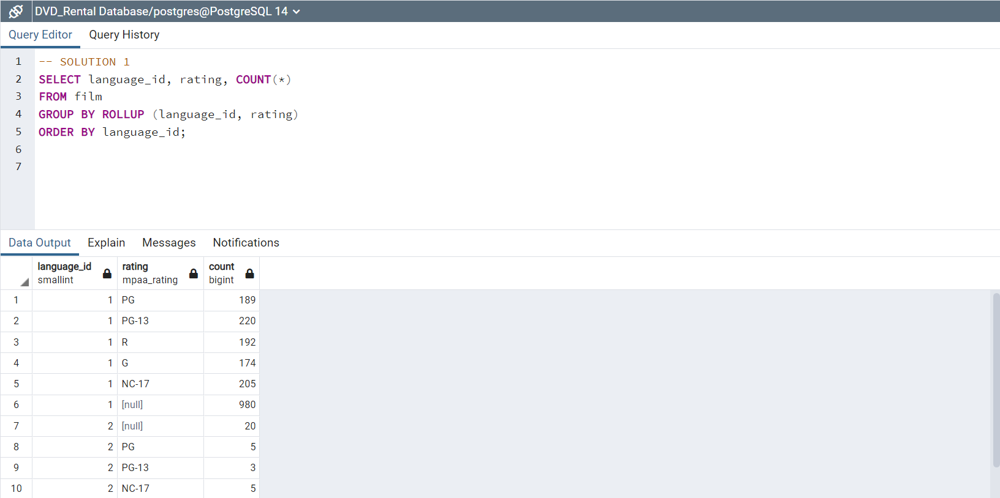 DVD_Rental Database/postgres@PostgreSQL 14
Query Editor Query History
1 -- SOLUTION 1
2 SELECT language_id, rating, COUNT(*)
3 FROM film
4 GROUP BY ROLLUP (language_id, rating)
5 ORDER BY language_id;
6
7
Data Output Explain Messages Notifications
language_id rating count
smallint mpaa_rating bigint
1 1 PG 189
2 1 PG-13 220
3 1 R 192
4 1 G 174
5 1 NC-17 205
6 1 [null] 980
7 2 [null] 20
8 2 PG 5
9 2 PG-13 3
10 2 NC-17 5